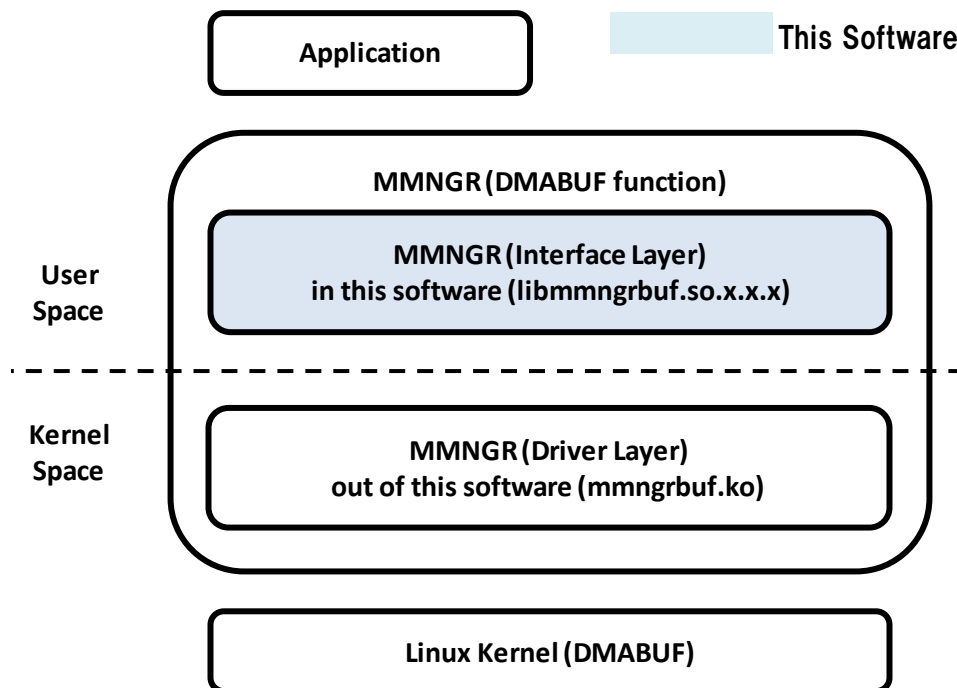 Application
This Software
MMNGR (DMABUF function)
MMNGR (Interface Layer)
in this software (libmmngrbuf.so.x.x.x)
User
Space
Kernel
Space
MMNGR (Driver Layer)
out of this software (mmngrbuf.ko)
Linux Kernel (DMABUF)